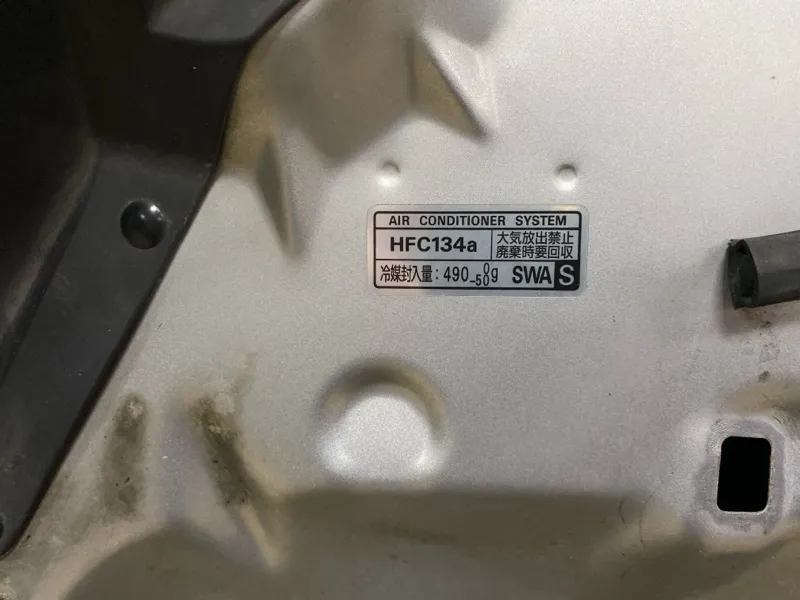 AIR CONDITIONER SYSTEM
HFC134a
大気放出禁止
廃棄時要回収
冷媒封入量:490 0 -50 g SWA S